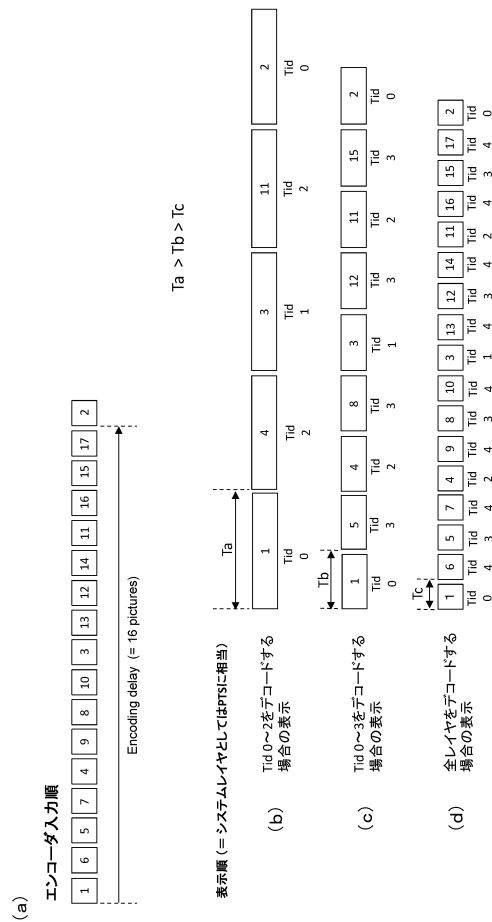 (a)
エンコーダ入力順
1 6 5 7 4 9 8 10 3 13 12 14 11 16 15 17 2
Encoding delay (= 16 pictures)
Ta > Tb > Tc
表示順 (= システムレイヤとしてはPTSに相当)
Ta
(b)
Tid 0～2をデコードする
場合の表示
1 4 3 11 2
Tid Tid Tid Tid Tid
0 2 1 2 0
Tb
(c)
Tid 0～3をデコードする
場合の表示
1 5 4 8 3 12 11 15 2
Tid Tid Tid Tid Tid Tid Tid Tid Tid
0 3 2 3 1 3 2 3 0
Tc
(d)
全レイヤをデコードする
場合の表示
1 6 5 7 4 9 8 10 3 13 12 14 11 16 15 17 2
Tid Tid Tid Tid Tid Tid Tid Tid Tid Tid Tid Tid Tid Tid Tid Tid Tid
0 4 3 4 2 4 3 4 1 4 3 4 2 4 3 4 0